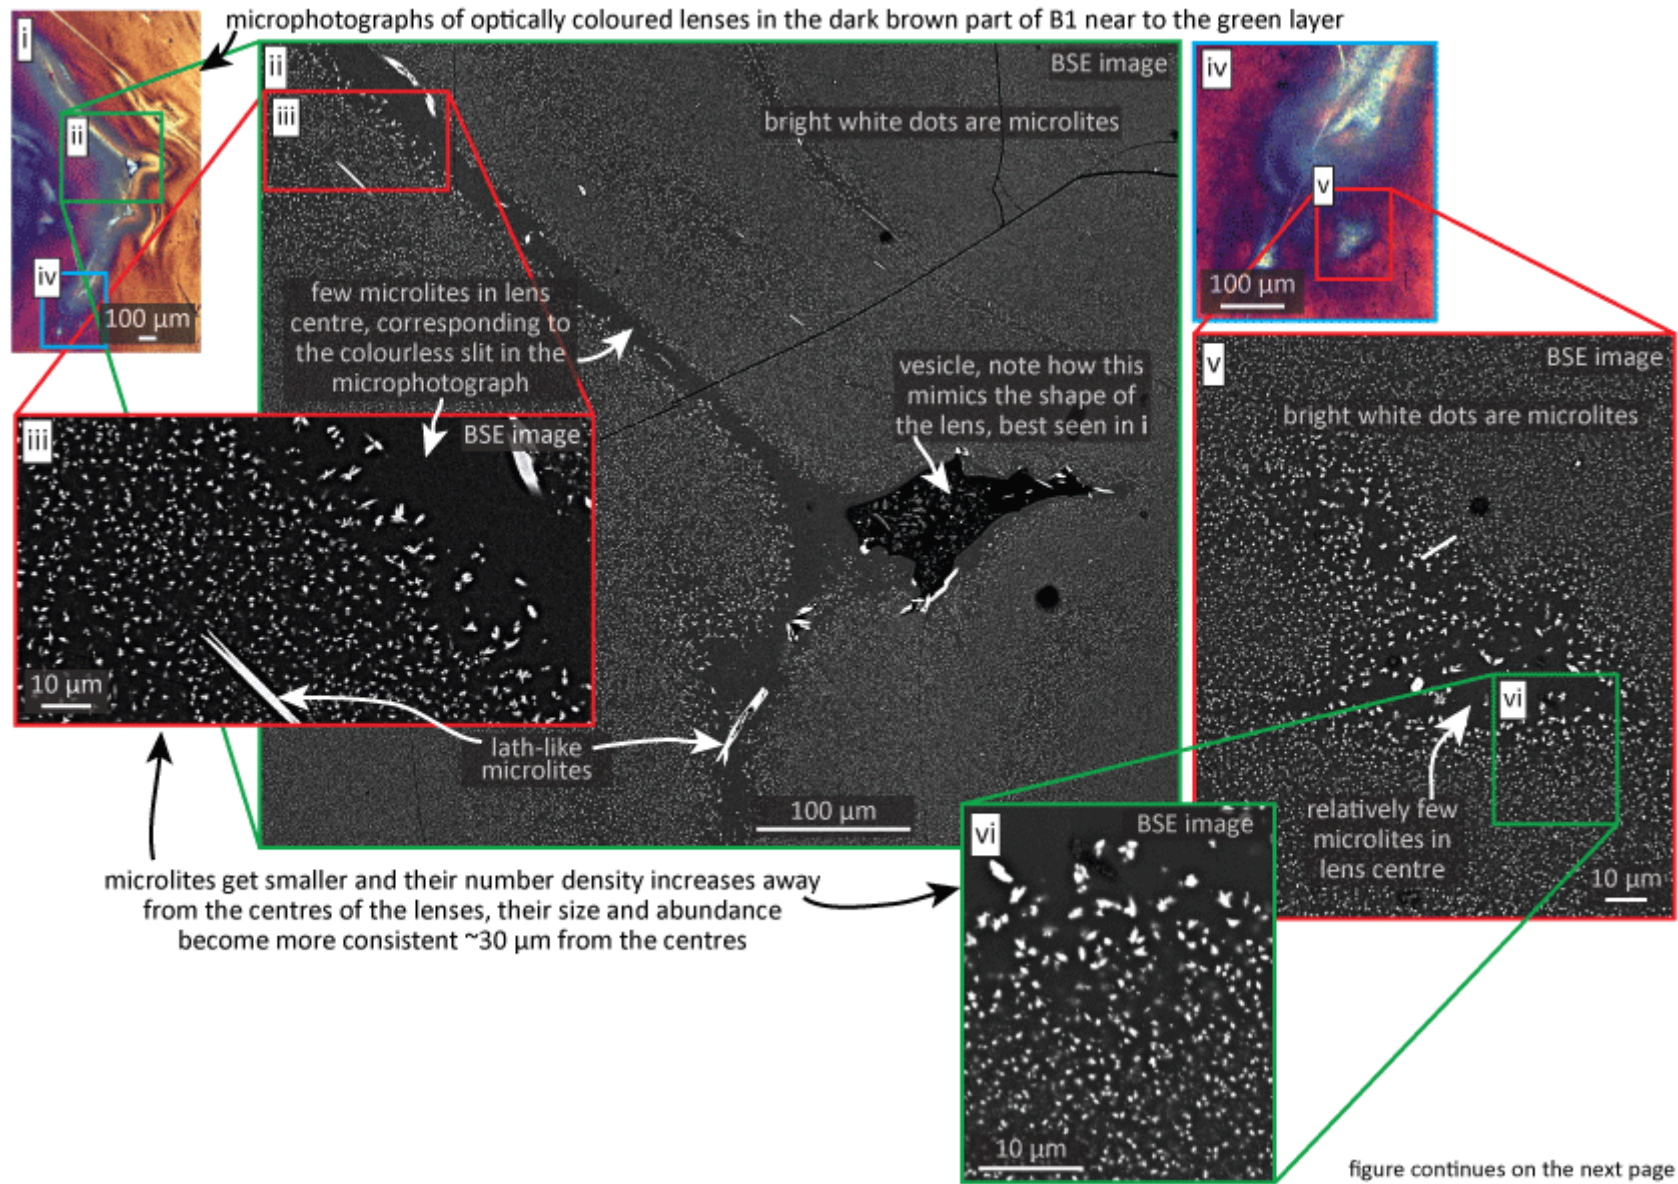 microphotographs of optically coloured lenses in the dark brown part of B1 near to the green layer
i
ii
iv
100 µm
ii
BSE image
iii
bright white dots are microlites
few microlites in lens
centre, corresponding to
the colourless slit in the
microphotograph
vesicle, note how this
mimics the shape of
the lens, best seen in i
lath-like
microlites
100 µm
iii
BSE image
10 µm
iv
v
100 µm
v
BSE image
bright white dots are microlites
vi
relatively few
microlites in
lens centre
10 µm
microlites get smaller and their number density increases away
from the centres of the lenses, their size and abundance
become more consistent ~30 µm from the centres
vi
BSE image
10 µm
figure continues on the next page